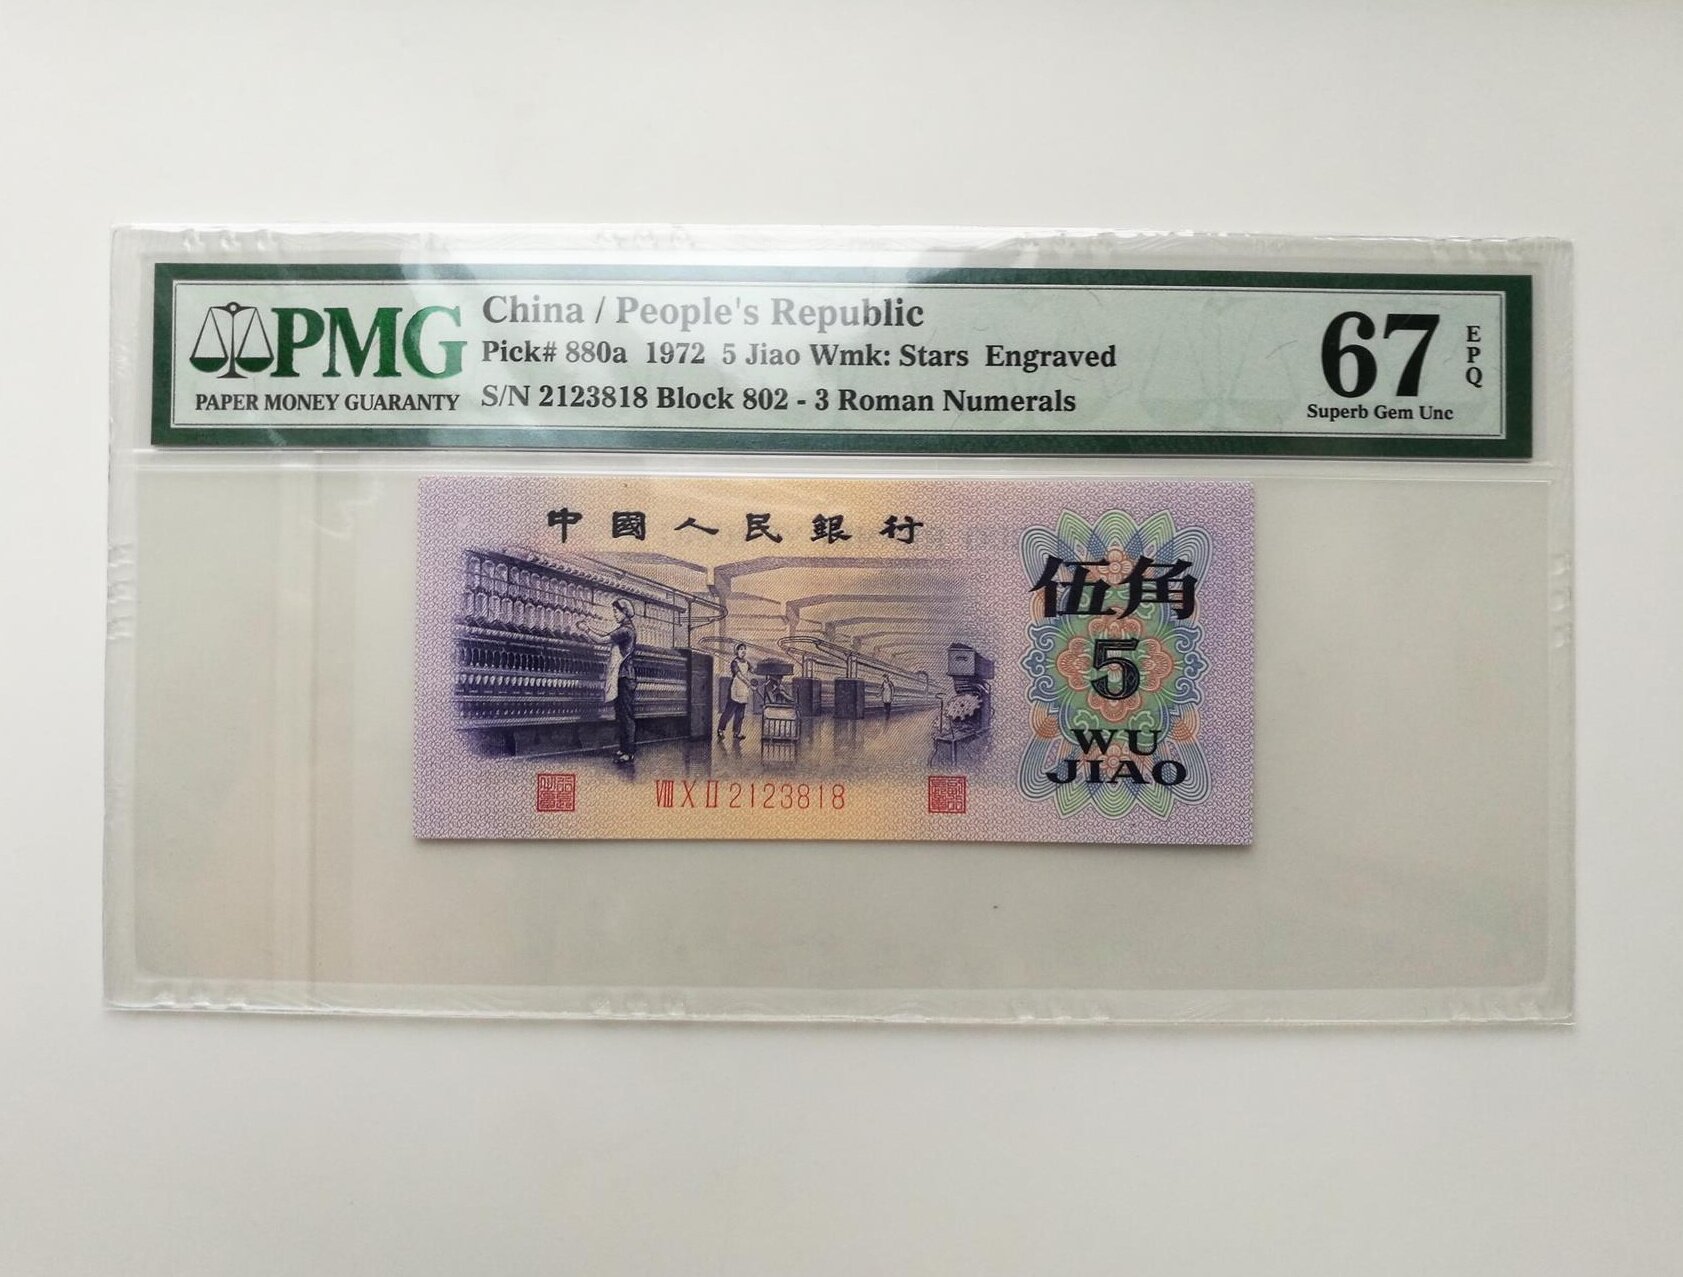 PMG
PAPER MONEY GUARANTY
China / People's Republic
Pick# 880a 1972 5 Jiao Wmk: Stars Engraved
S/N 2123818 Block 802 - 3 Roman Numerals
67
EPQ
Superb Gem Unc
中國人民銀行
伍角
5
WU
JIAO
Ⅷ Ⅹ Ⅱ 2123818